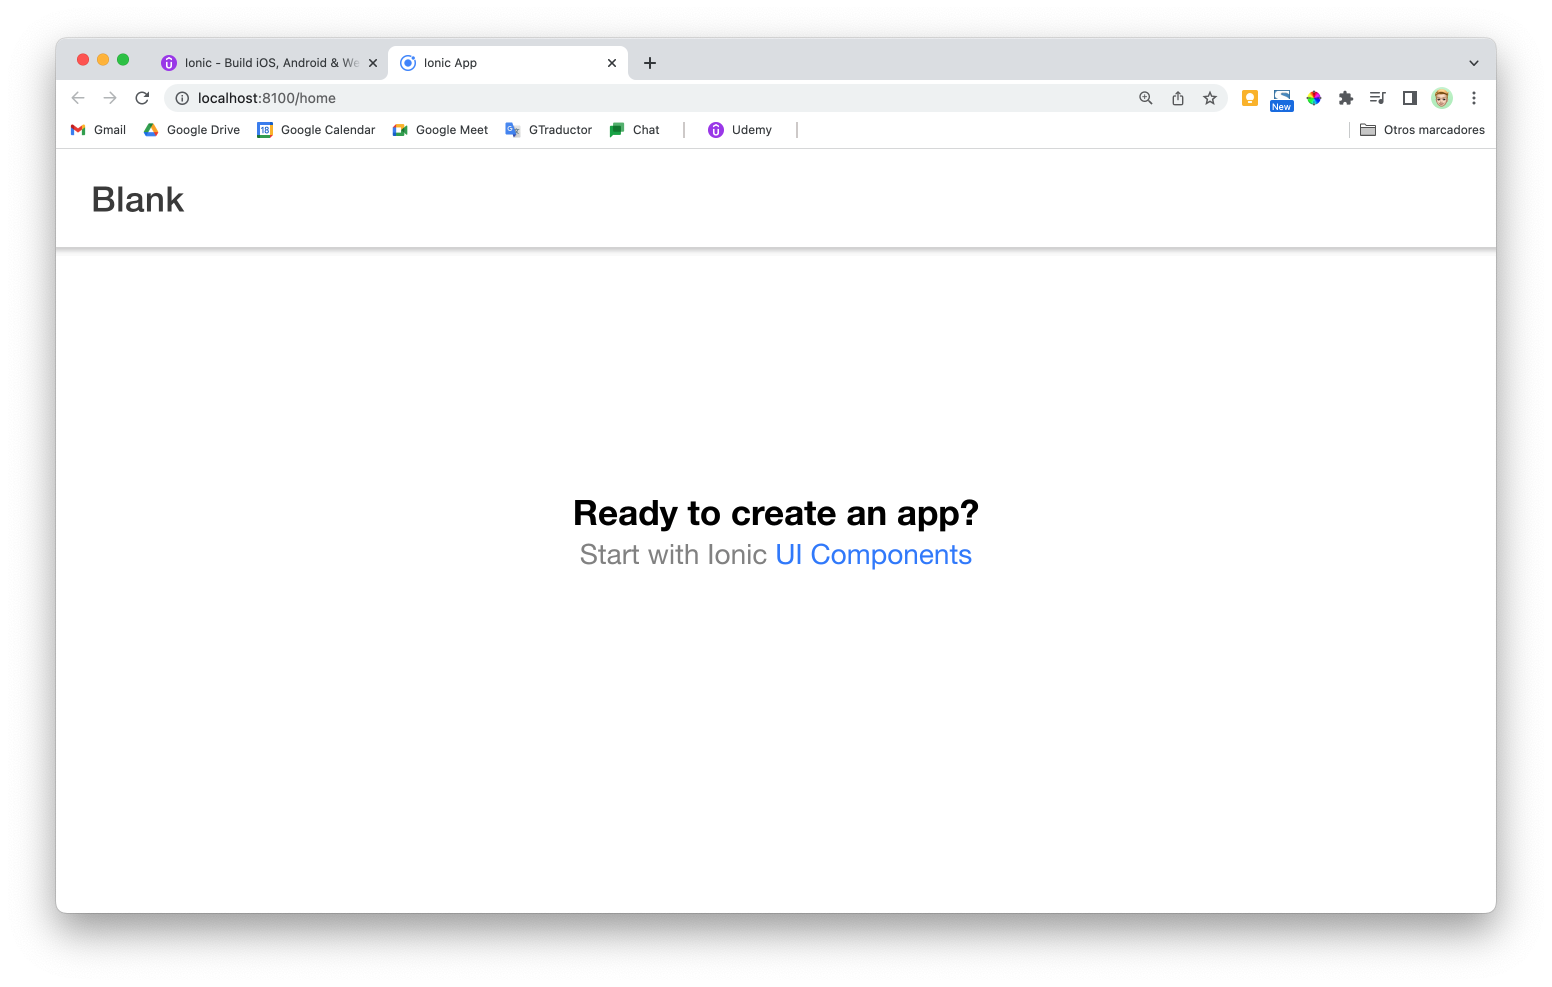 Ionic - Build iOS, Android & We
Ionic App
localhost:8100/home
New
Gmail
Google Drive
18
Google Calendar
Google Meet
GTraductor
Chat
Udemy
Otros marcadores
Blank
Ready to create an app?
Start with Ionic UI Components